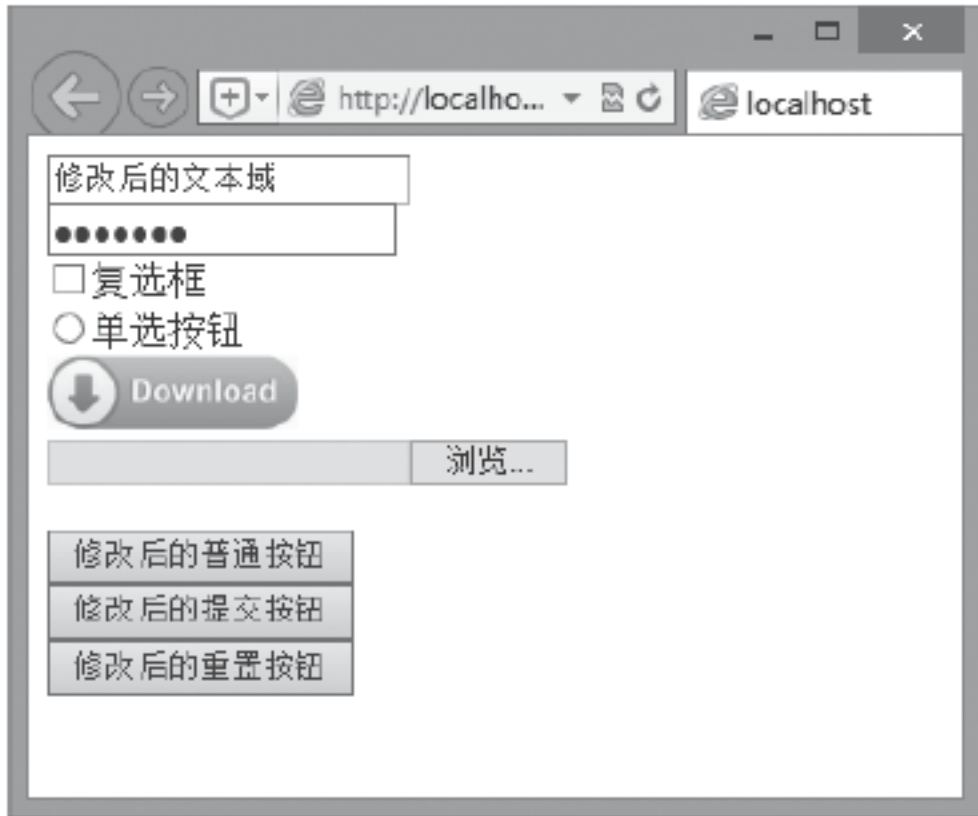 http://localho...
localhost
修改后的文本域
●●●●●●●
复选框
单选按钮
Download
浏览...
修改后的普通按钮
修改后的提交按钮
修改后的重置按钮